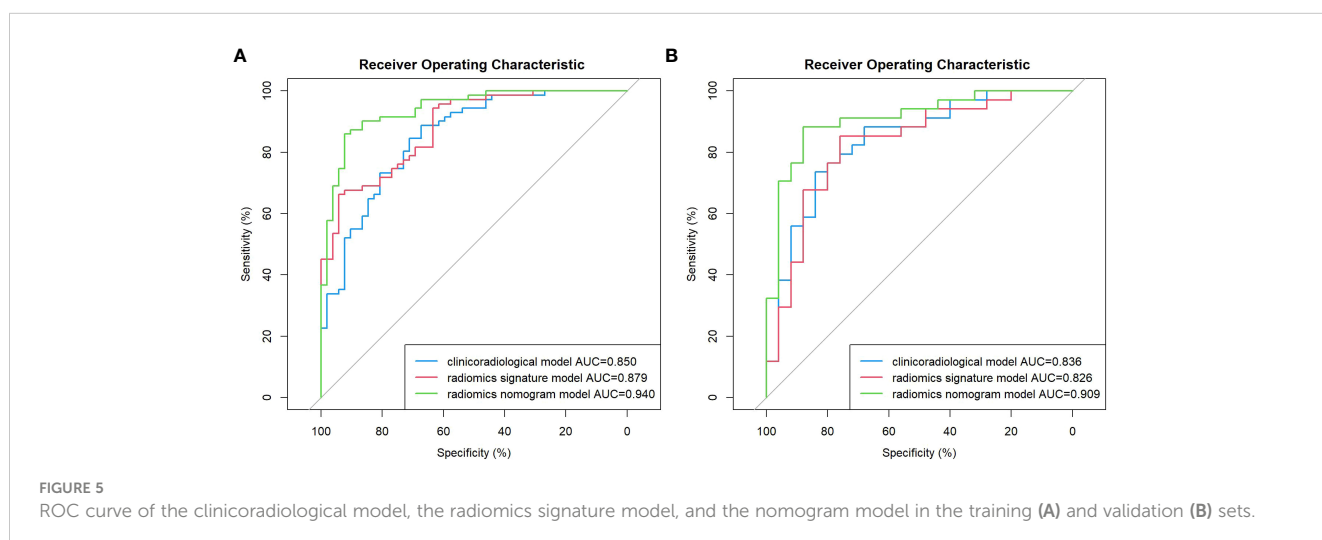 A
Receiver Operating Characteristic
Sensitivity (%)
100
80
60
40
20
0
clinicoradiological model AUC=0.850
radiomics signature model AUC=0.879
radiomics nomogram model AUC=0.940
100 80 60 40 20 0
Specificity (%)
B
Receiver Operating Characteristic
Sensitivity (%)
100
80
60
40
20
0
clinicoradiological model AUC=0.836
radiomics signature model AUC=0.826
radiomics nomogram model AUC=0.909
100 80 60 40 20 0
Specificity (%)
FIGURE 5
ROC curve of the clinicoradiological model, the radiomics signature model, and the nomogram model in the training (A) and validation (B) sets.